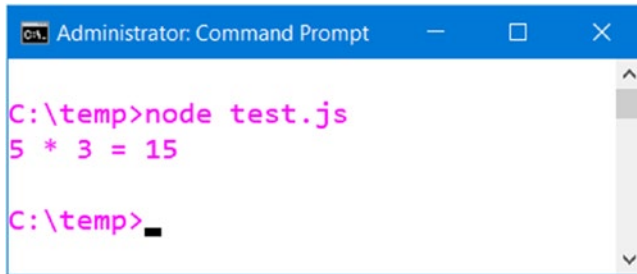 Administrator: Command Prompt
C:\temp>node test.js
5 * 3 = 15
C:\temp>